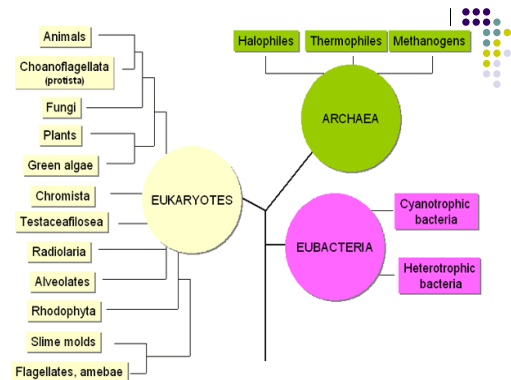 Animals
Choanoflagellata
(protista)
Fungi
Plants
Green algae
Chromista
Testaceafilosea
Radiolaria
Alveolates
Rhodophyta
Slime molds
Flagellates, amebae
EUKARYOTES
Halophiles
Thermophiles
Methanogens
ARCHAEA
EUBACTERIA
Cyanotrophic
bacteria
Heterotrophic
bacteria